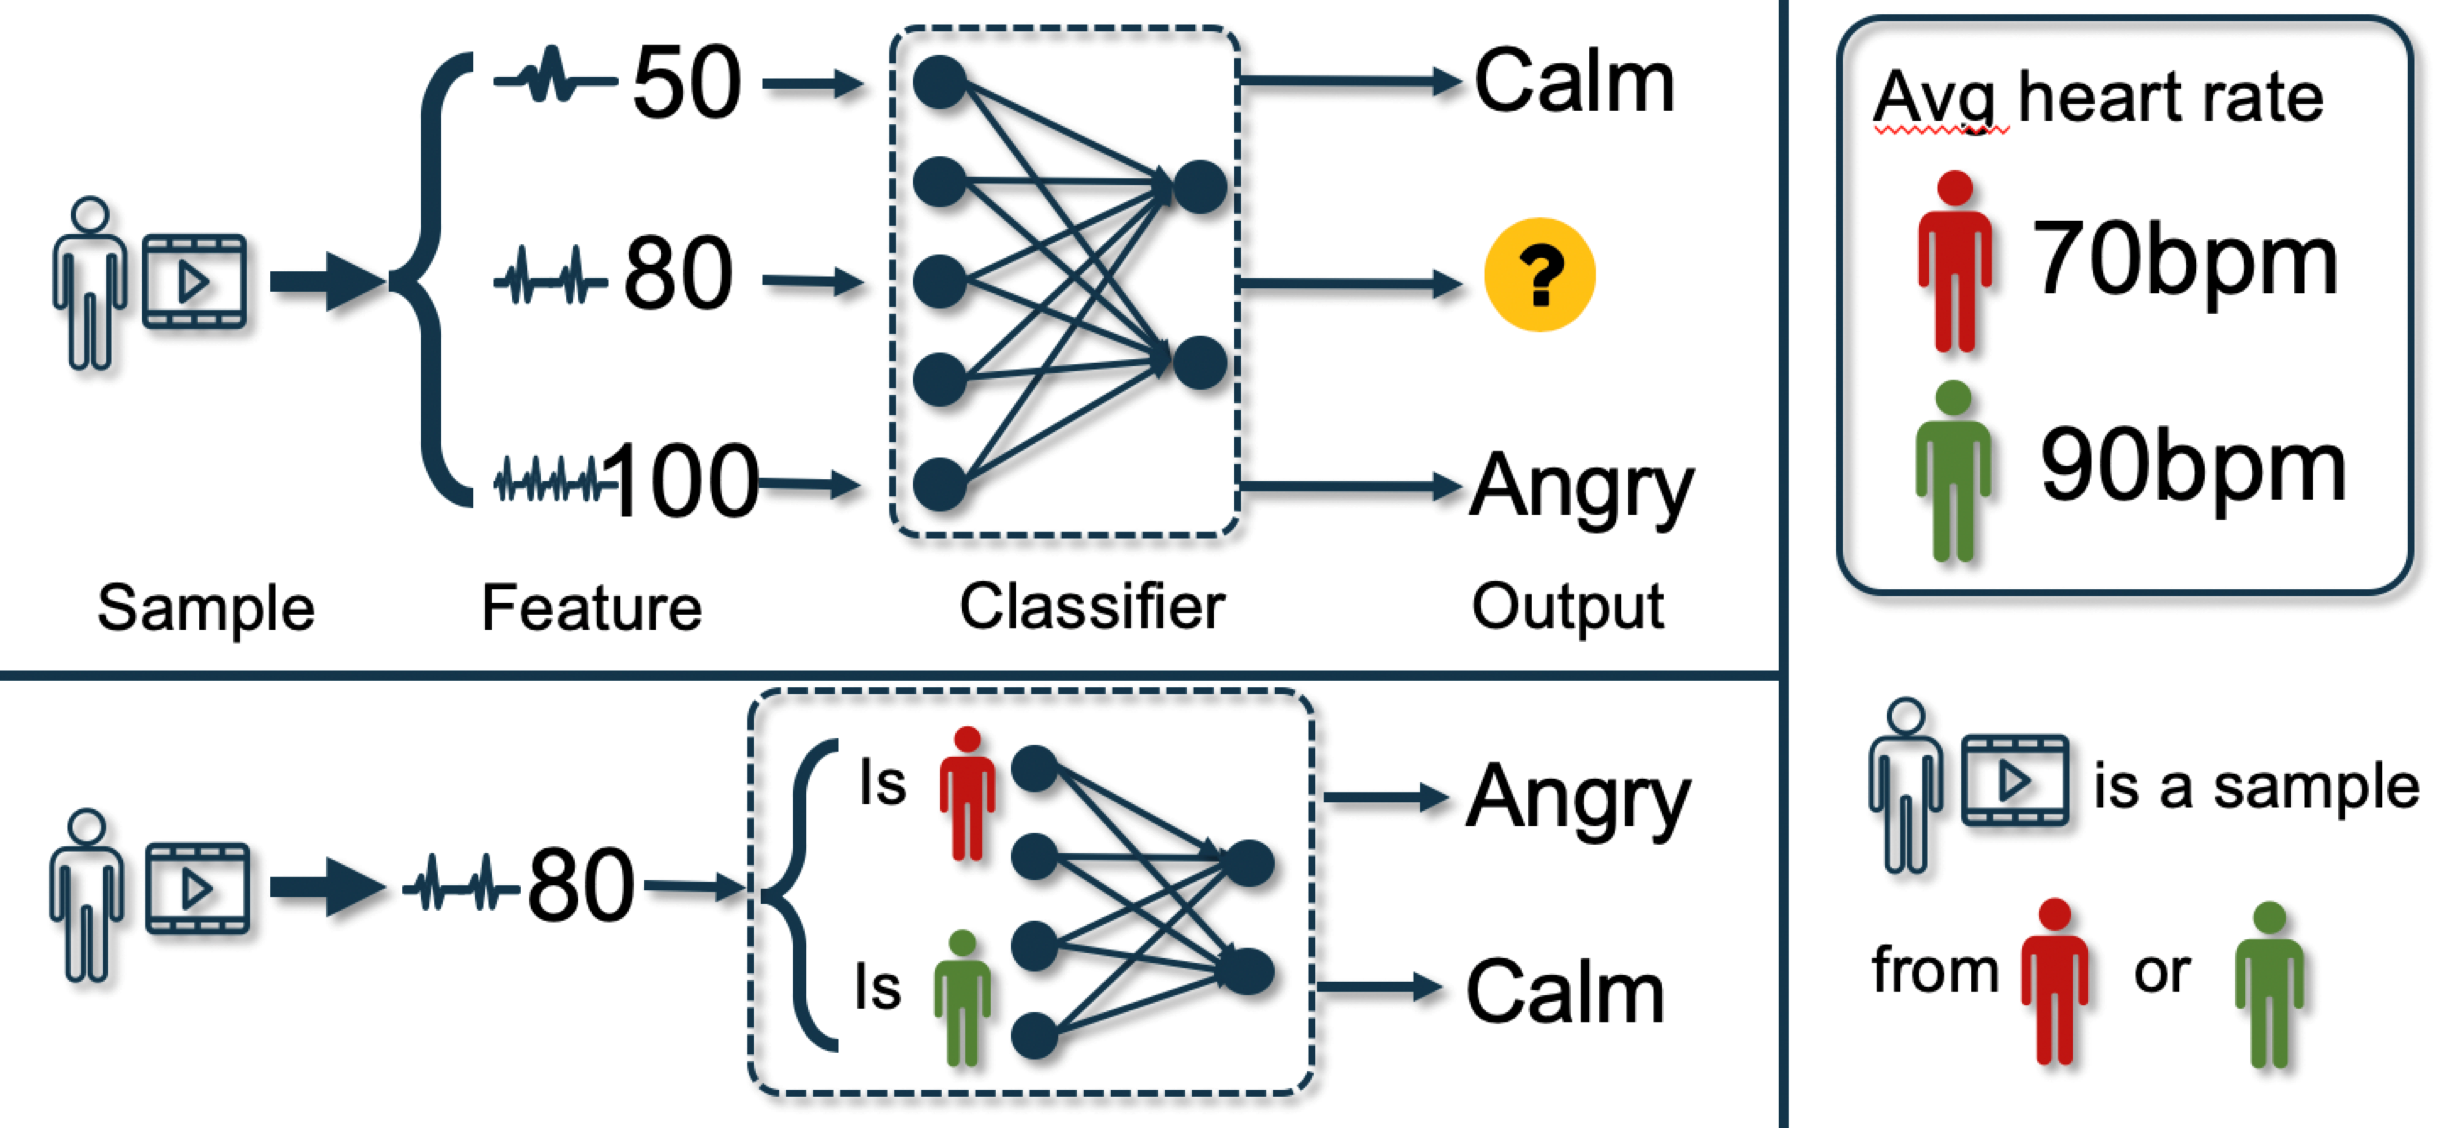 50
Calm
80
?
100
Angry
Sample
Feature
Classifier
Output
Avg heart rate
70bpm
90bpm
80
Is
Angry
Is
Calm
is a sample
from
or